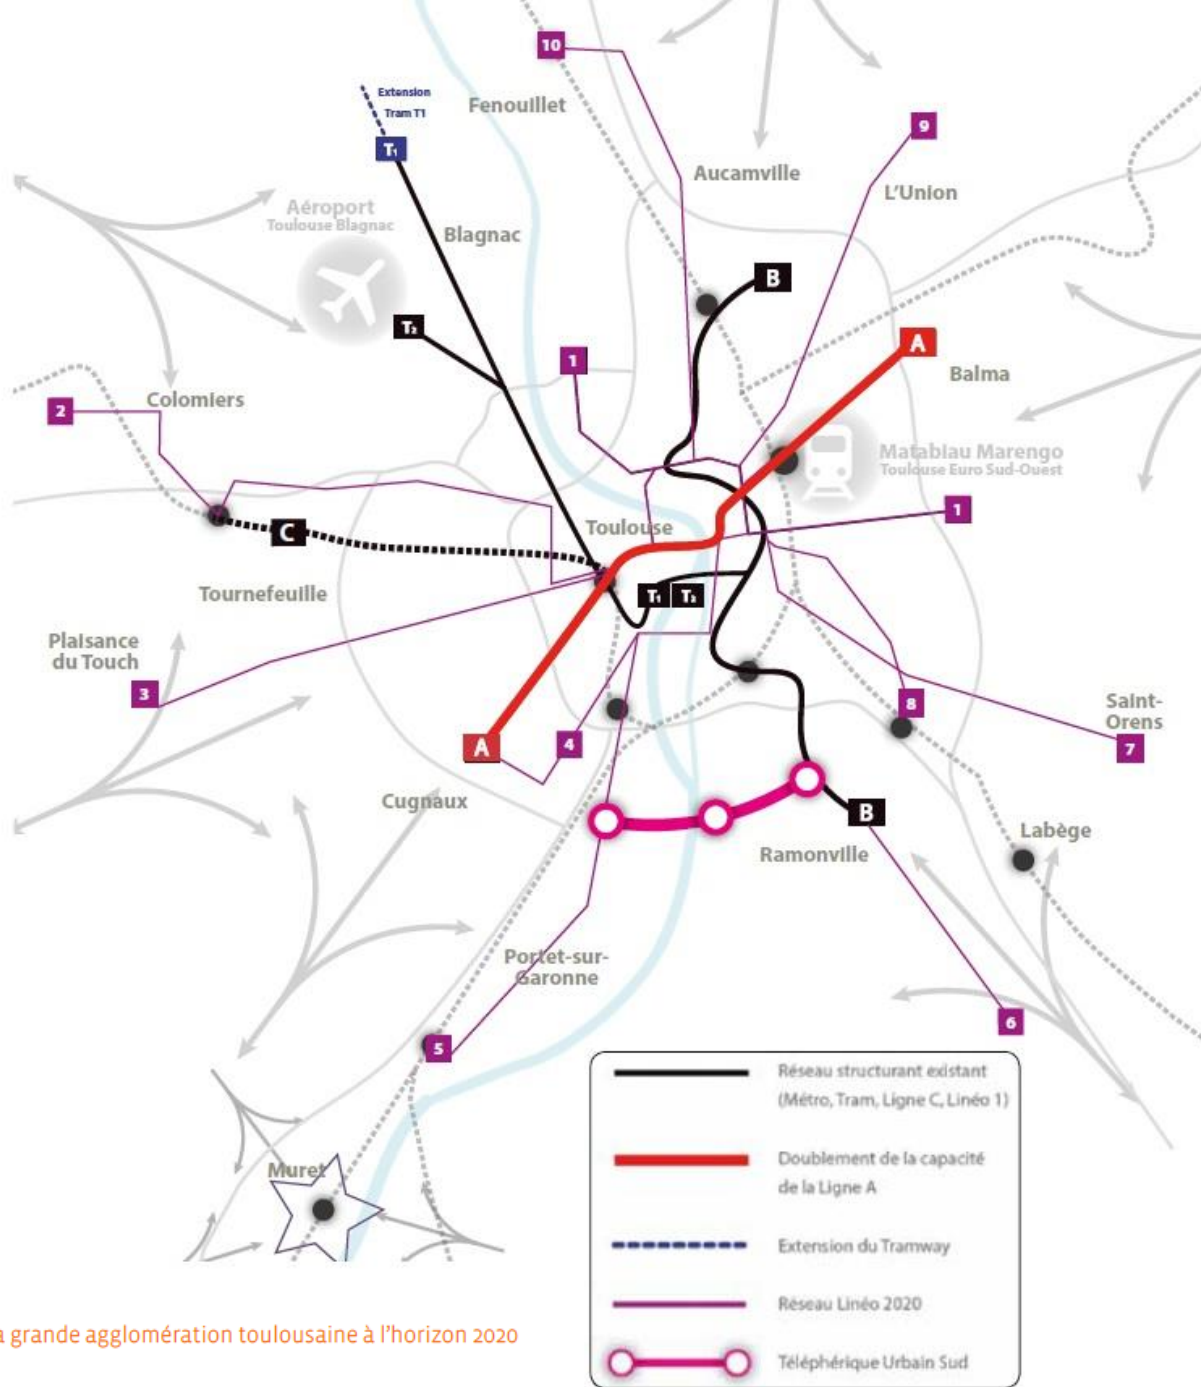 10
Extension
Tram T1
Fenouillet
9
T1
Aucamville
L'Union
Aéroport
Toulouse Blagnac
Blagnac
B
T2
A
1
Balma
2
Colomiers
Matabiau Marengo
Toulouse Euro Sud-Ouest
1
C
Toulouse
Tournefeuille
T1 T2
Plaisance
du Touch
3
8
Saint-
Orens
A
4
7
Cugnaux
B
Labège
Ramonville
Portet-sur-
Garonne
6
5
Muret
Réseau structurant existant
(Métro, Tram, Ligne C, Linéo 1)
Doublement de la capacité
de la Ligne A
Extension du Tramway
Réseau Linéo 2020
Téléphérique Urbain Sud
a grande agglomération toulousaine à l'horizon 2020